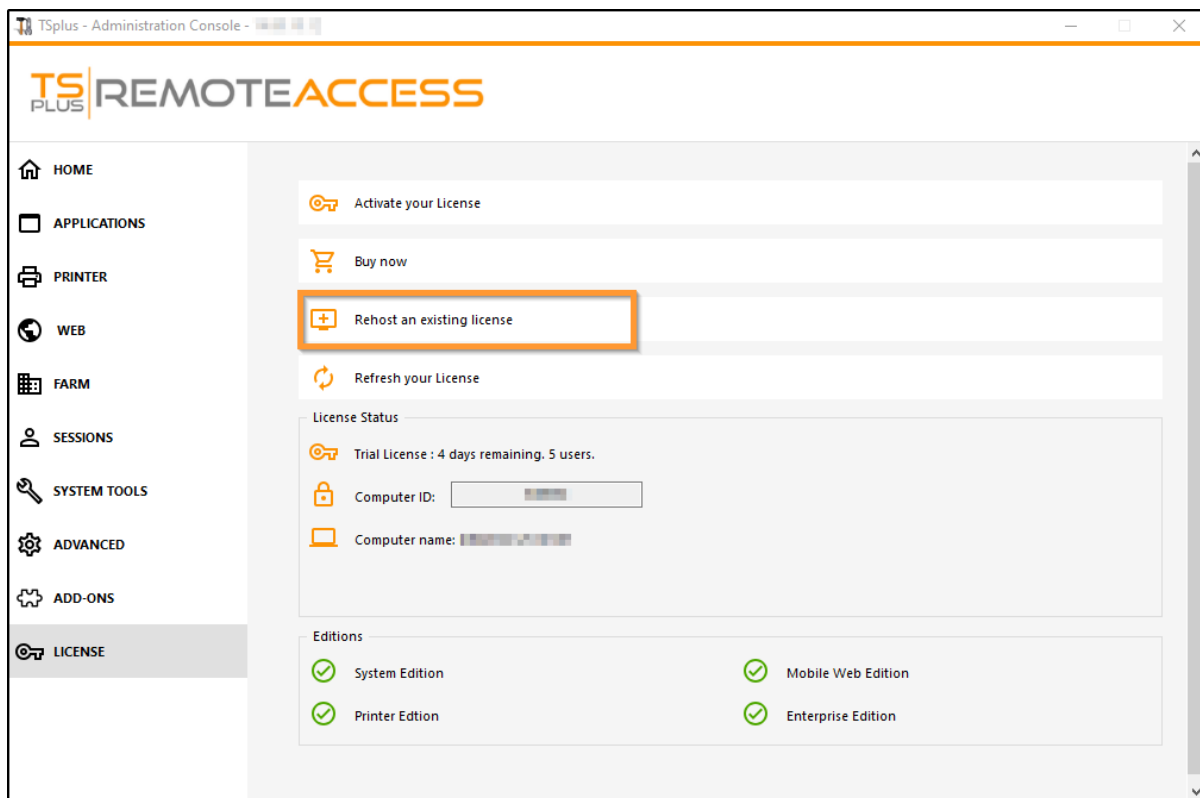 TSplus - Administration Console -
TS PLUS REMOTEACCESS
HOME
APPLICATIONS
PRINTER
WEB
FARM
SESSIONS
SYSTEM TOOLS
ADVANCED
ADD-ONS
LICENSE
Activate your License
Buy now
Rehost an existing license
Refresh your License
License Status
Trial License : 4 days remaining. 5 users.
Computer ID:
Computer name:
Editions
System Edition
Mobile Web Edition
Printer Edtion
Enterprise Edition